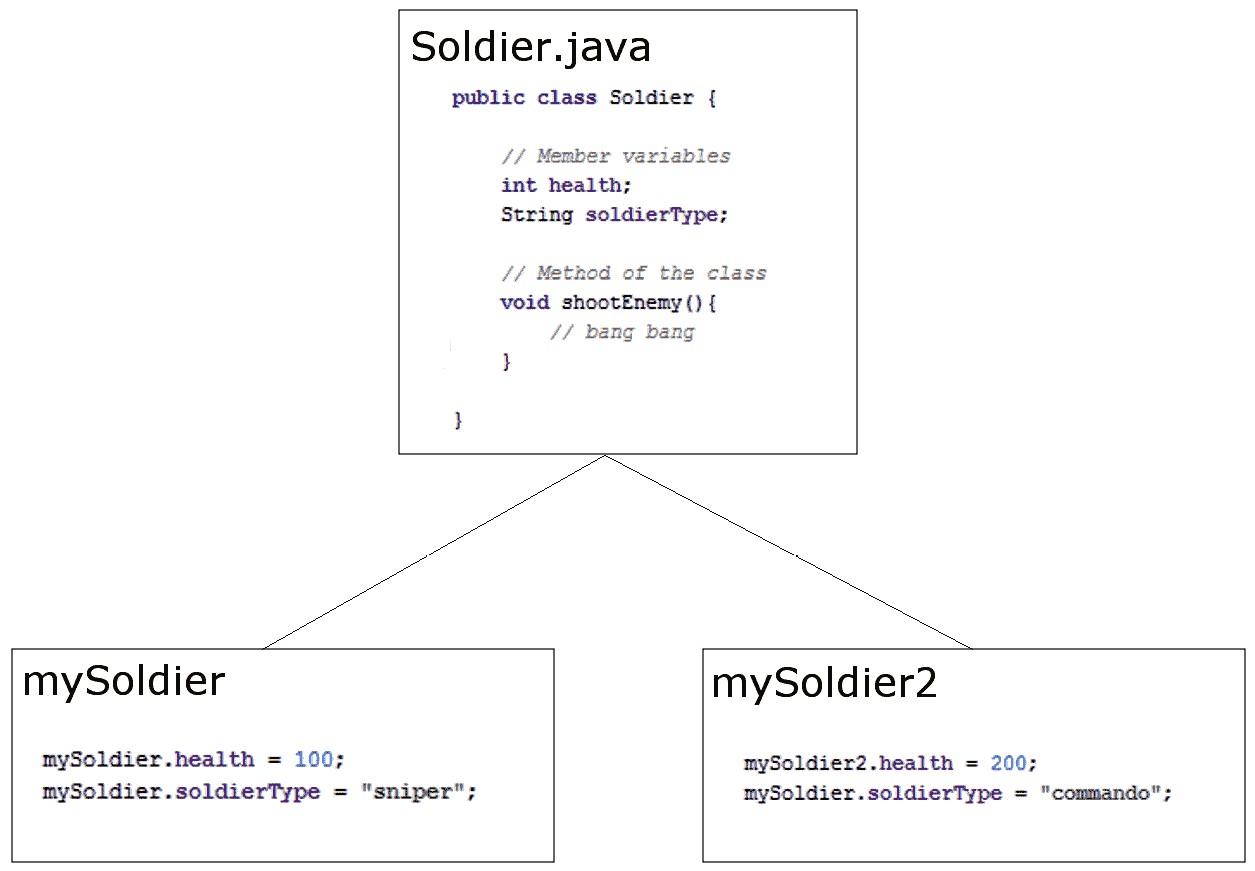 Soldier.java
public class Soldier {
// Member variables
int health;
String soldierType;
// Method of the class
void shootEnemy(){
// bang bang
}
}
mySoldier
mySoldier.health = 100;
mySoldier.soldierType = "sniper";
mySoldier2
mySoldier2.health = 200;
mySoldier.soldierType = "commando";